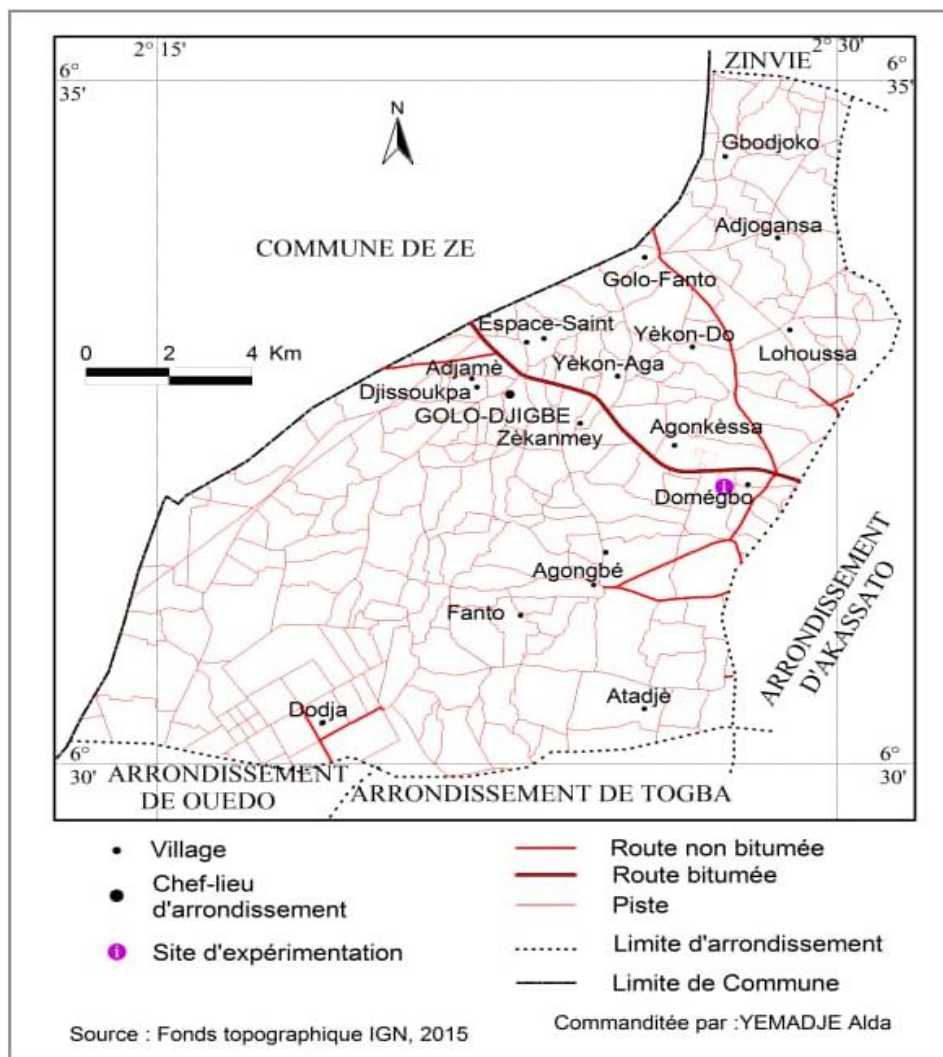 2° 15'
2° 30'
6°
35'
ZINVIE
6°
35'
N
Gbodjoko
Adjogansa
COMMUNE DE ZE
Golo-Fanto
Espace-Saint
Yèkon-Do
0 2 4 Km
Lohoussa
Adjamè
Yèkon-Aga
Djissoukpa
GOLO-DJIGBE
Zèkanmey
Agonkèssa
i
Domégbo
Agongbé
Fanto
ARRONDISSEMENT
D'AKASSATO
Atadjè
Dodja
6°
30'
6°
30'
ARRONDISSEMENT
DE OUEDO
ARRONDISSEMENT DE TOGBA
Village
Chef-lieu
d'arrondissement
i Site d'expérimentation
Route non bitumée
Route bitumée
Piste
Limite d'arrondissement
Limite de Commune
Source : Fonds topographique IGN, 2015
Commanditée par :YEMADJE Alda